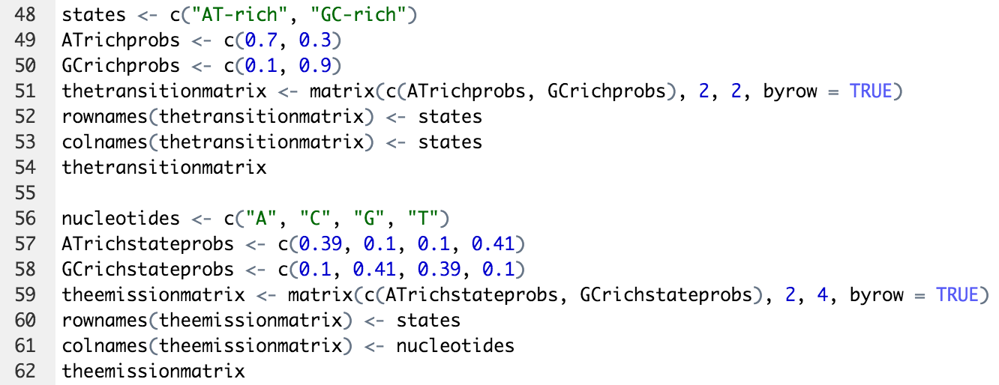 48 states <- c("AT-rich", "GC-rich")
49 ATrichprobs <- c(0.7, 0.3)
50 GCrichprobs <- c(0.1, 0.9)
51 thetransitionmatrix <- matrix(c(ATrichprobs, GCrichprobs), 2, 2, byrow = TRUE)
52 rownames(thetransitionmatrix) <- states
53 colnames(thetransitionmatrix) <- states
54 thetransitionmatrix
55
56 nucleotides <- c("A", "C", "G", "T")
57 ATrichstateprobs <- c(0.39, 0.1, 0.1, 0.41)
58 GCrichstateprobs <- c(0.1, 0.41, 0.39, 0.1)
59 theemissionmatrix <- matrix(c(ATrichstateprobs, GCrichstateprobs), 2, 4, byrow = TRUE)
60 rownames(theemissionmatrix) <- states
61 colnames(theemissionmatrix) <- nucleotides
62 theemissionmatrix